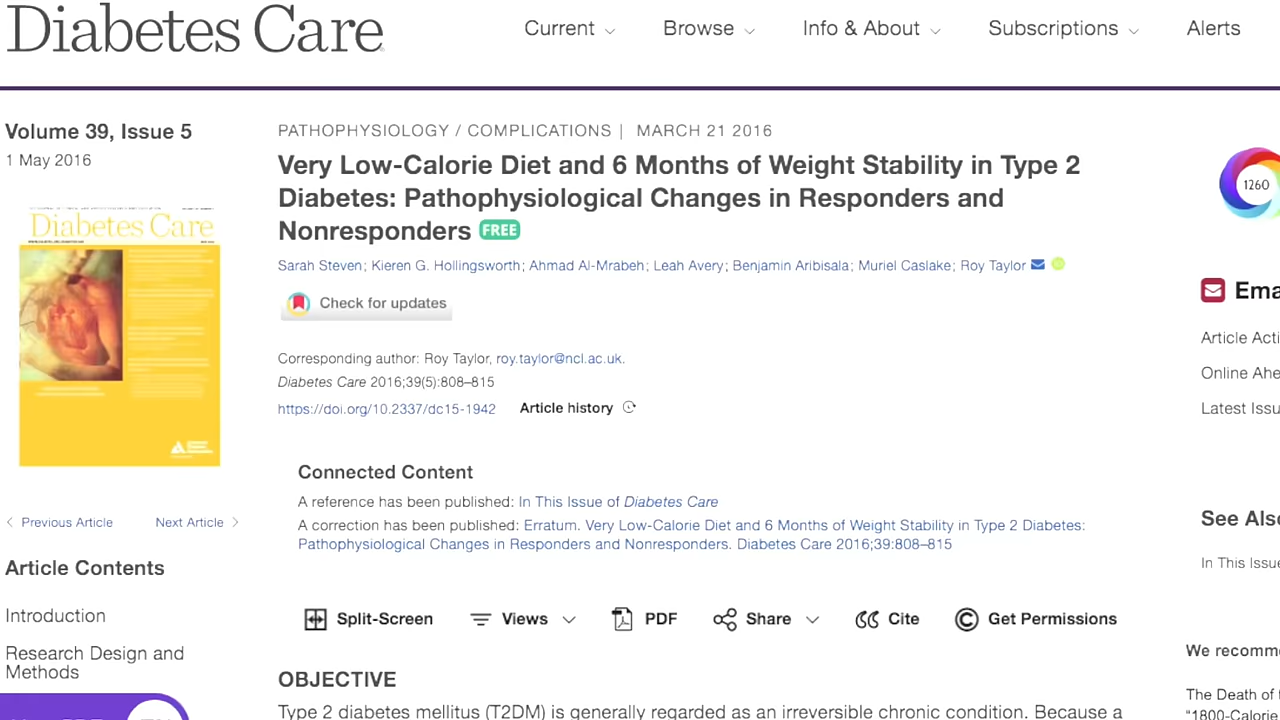 Diabetes Care
Current
Browse
Info & About
Subscriptions
Alerts
Volume 39, Issue 5
1 May 2016
Diabetes Care
Previous Article
Next Article
Article Contents
Introduction
Research Design and
Methods
PATHOPHYSIOLOGY / COMPLICATIONS | MARCH 21 2016
Very Low-Calorie Diet and 6 Months of Weight Stability in Type 2
Diabetes: Pathophysiological Changes in Responders and
Nonresponders FREE
Sarah Steven; Kieren G. Hollingsworth; Ahmad Al-Mrabeh; Leah Avery; Benjamin Aribisala; Muriel Caslake; Roy Taylor
Check for updates
Corresponding author: Roy Taylor, roy.taylor@ncl.ac.uk.
Diabetes Care 2016;39(5):808–815
https://doi.org/10.2337/dc15-1942 Article history
Connected Content
A reference has been published: In This Issue of Diabetes Care
A correction has been published: Erratum. Very Low-Calorie Diet and 6 Months of Weight Stability in Type 2 Diabetes:
Pathophysiological Changes in Responders and Nonresponders. Diabetes Care 2016;39:808–815
Split-Screen
Views
PDF
Share
Cite
Get Permissions
OBJECTIVE
Type 2 diabetes mellitus (T2DM) is generally regarded as an irreversible chronic condition. Because a
1260
Ema
Article Acti
Online Ahe
Latest Issu
See Also
In This Issue
We recomme
The Death of t
"1800-Calorie